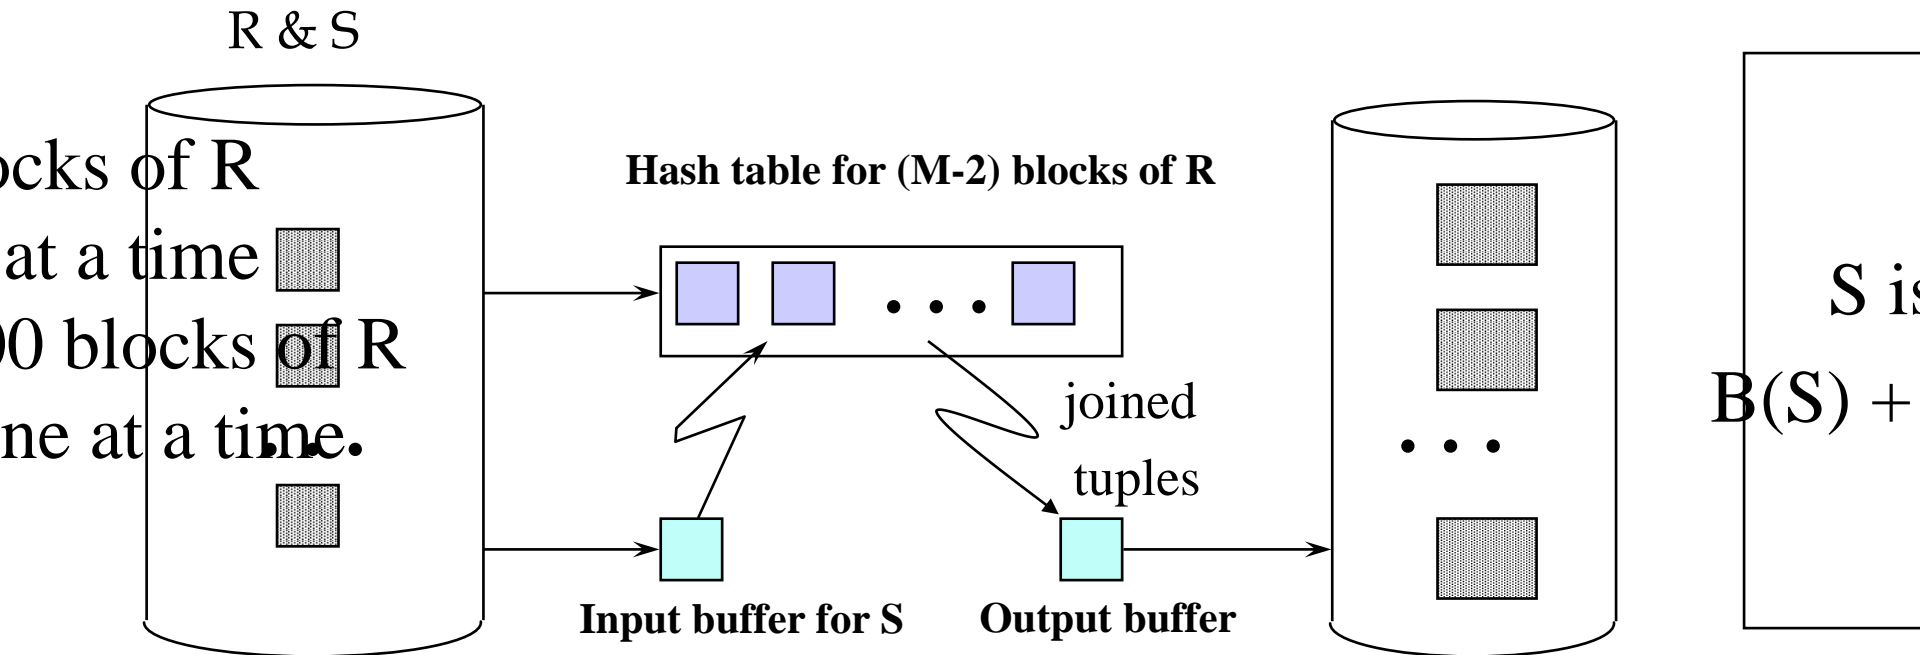 R & S
ocks of R
at a time
00 blocks of R
ne at a time.
Hash table for (M-2) blocks of R
. . .
joined
tuples
Input buffer for S
Output buffer
. . .
S is
B(S) +